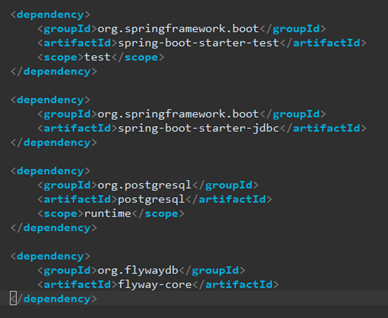 <dependency>
    <groupId>org.springframework.boot</groupId>
    <artifactId>spring-boot-starter-test</artifactId>
    <scope>test</scope>
</dependency>

<dependency>
    <groupId>org.springframework.boot</groupId>
    <artifactId>spring-boot-starter-jdbc</artifactId>
</dependency>

<dependency>
    <groupId>org.postgresql</groupId>
    <artifactId>postgresql</artifactId>
    <scope>runtime</scope>
</dependency>

<dependency>
    <groupId>org.flywaydb</groupId>
    <artifactId>flyway-core</artifactId>
</dependency>